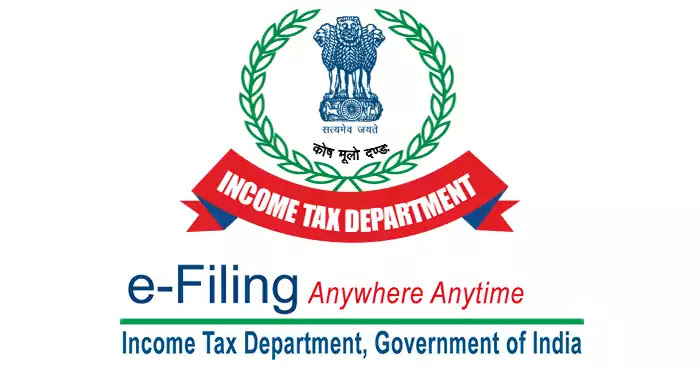 सत्यमेव जयते
कोष मूलो दण्डः
INCOME TAX DEPARTMENT
e-Filing Anywhere Anytime
Income Tax Department, Government of India